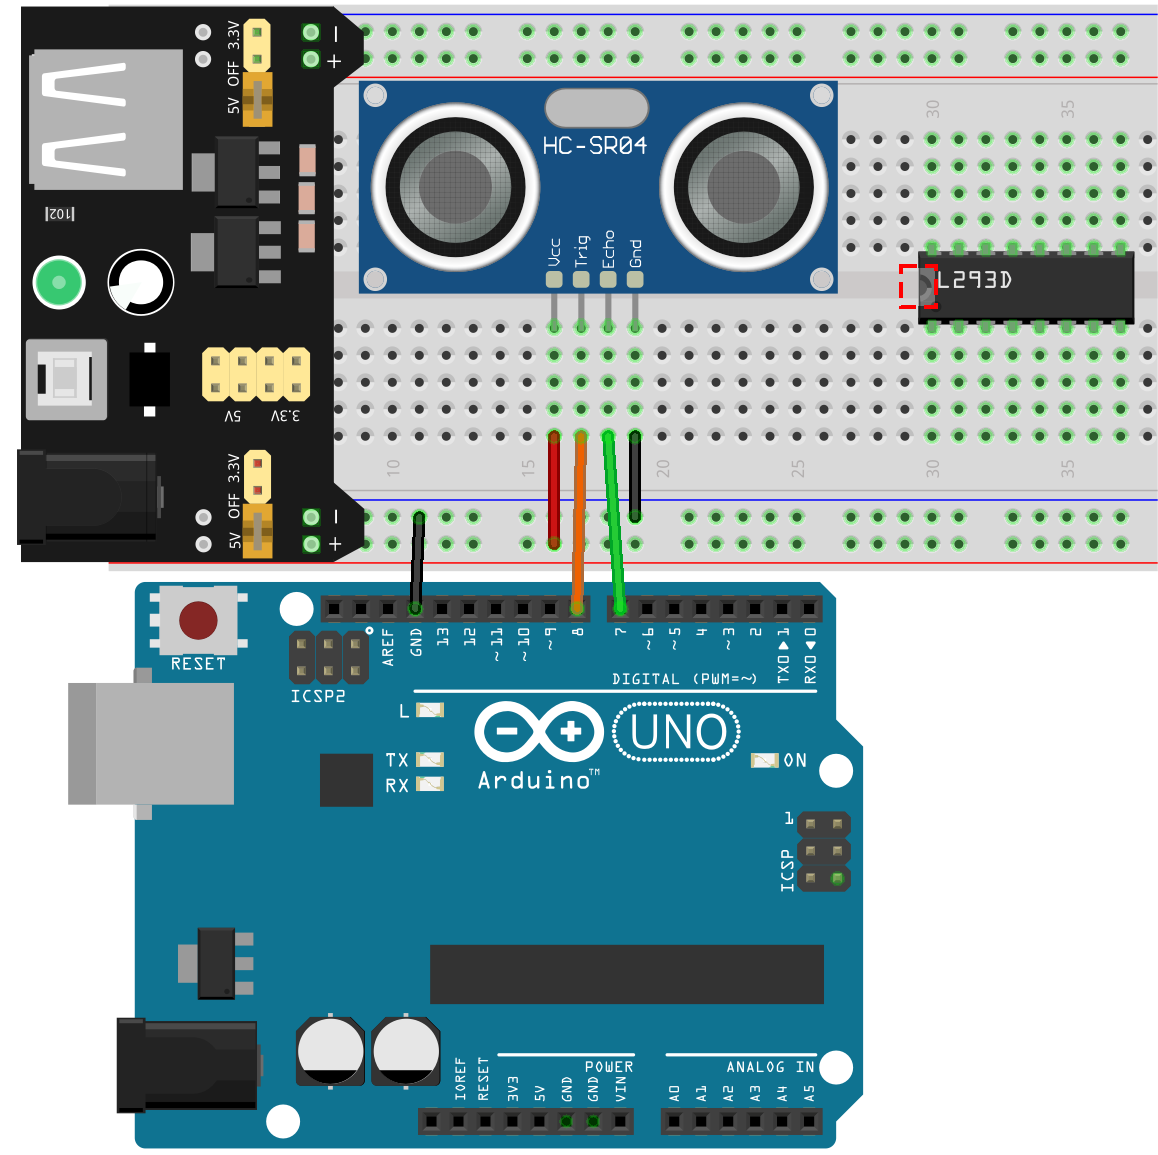 3.3V
OFF
5V
-
+
102
5V
3.3V
3.3V
OFF
5V
-
+
HC-SR04
Vcc
Trig
Echo
Gnd
30
35
L293D
10
15
20
25
30
35
RESET
ICSP2
AREF
GND
13
12
~11
~10
~9
8
7
~6
~5
4
~3
2
TX0▶1
RX0◀0
DIGITAL (PWM=~)
L
TX
RX
UNO
Arduino™
ON
1
ICSP
IOREF
RESET
3V3
5V
GND
GND
VIN
POWER
ANALOG IN
A0
A1
A2
A3
A4
A5